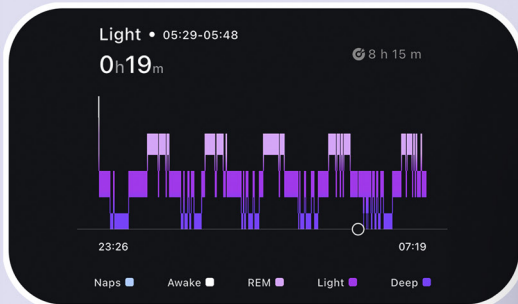 Light • 05:29-05:48
0h19m
8 h 15 m
23:26 07:19
Naps Awake REM Light Deep